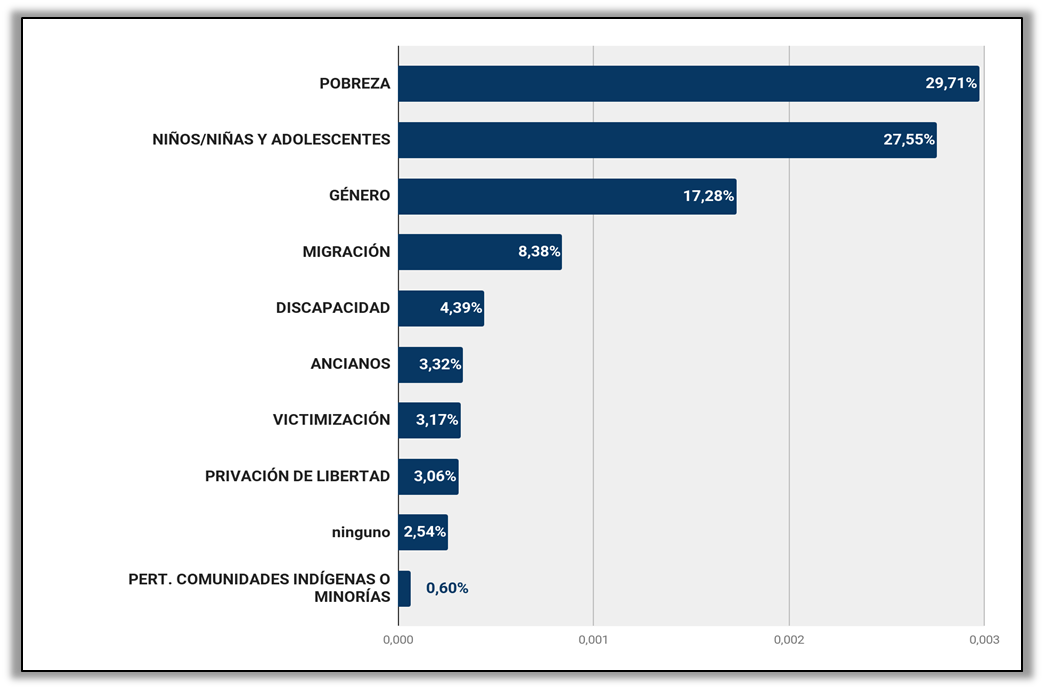 POBREZA 29,71%
NIÑOS/NIÑAS Y ADOLESCENTES 27,55%
GÉNERO 17,28%
MIGRACIÓN 8,38%
DISCAPACIDAD 4,39%
ANCIANOS 3,32%
VICTIMIZACIÓN 3,17%
PRIVACIÓN DE LIBERTAD 3,06%
ninguno 2,54%
PERT. COMUNIDADES INDÍGENAS O
MINORÍAS 0,60%
0,000 0,001 0,002 0,003